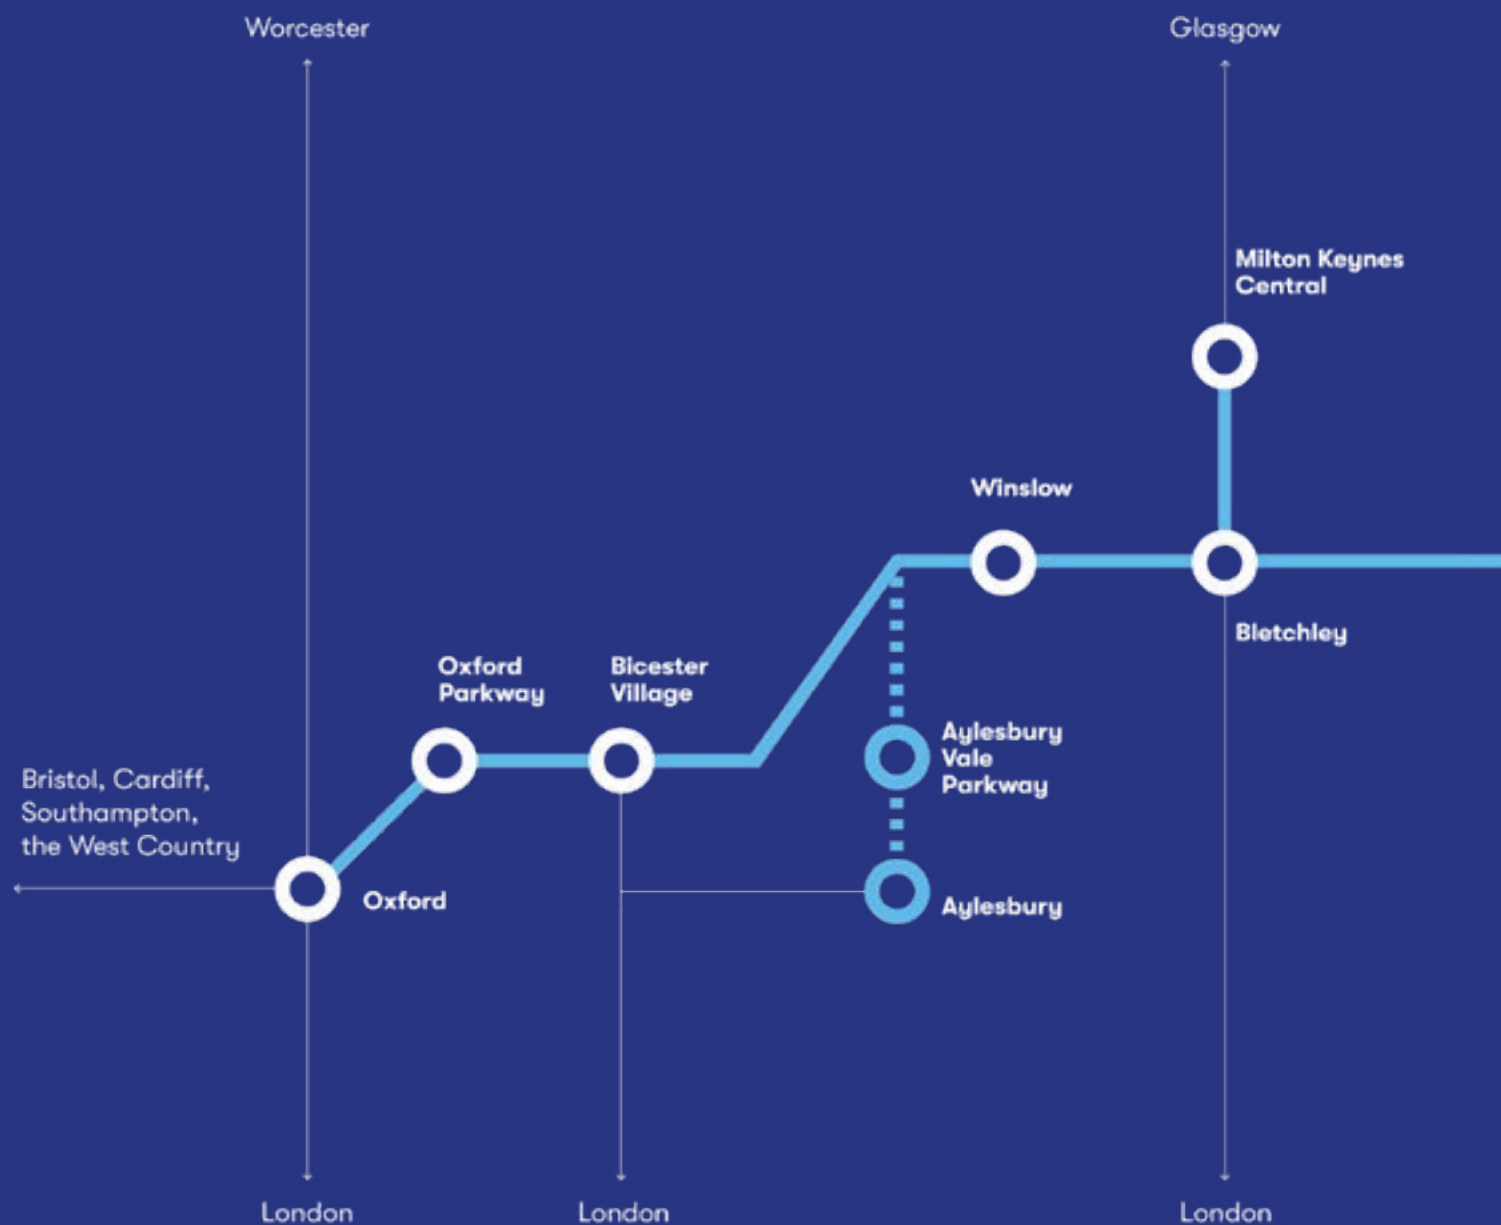 Worcester
Glasgow
Milton Keynes
Central
Winslow
Bletchley
Oxford
Parkway
Bicester
Village
Aylesbury
Vale
Parkway
Bristol, Cardiff,
Southampton,
the West Country
Oxford
Aylesbury
London
London
London